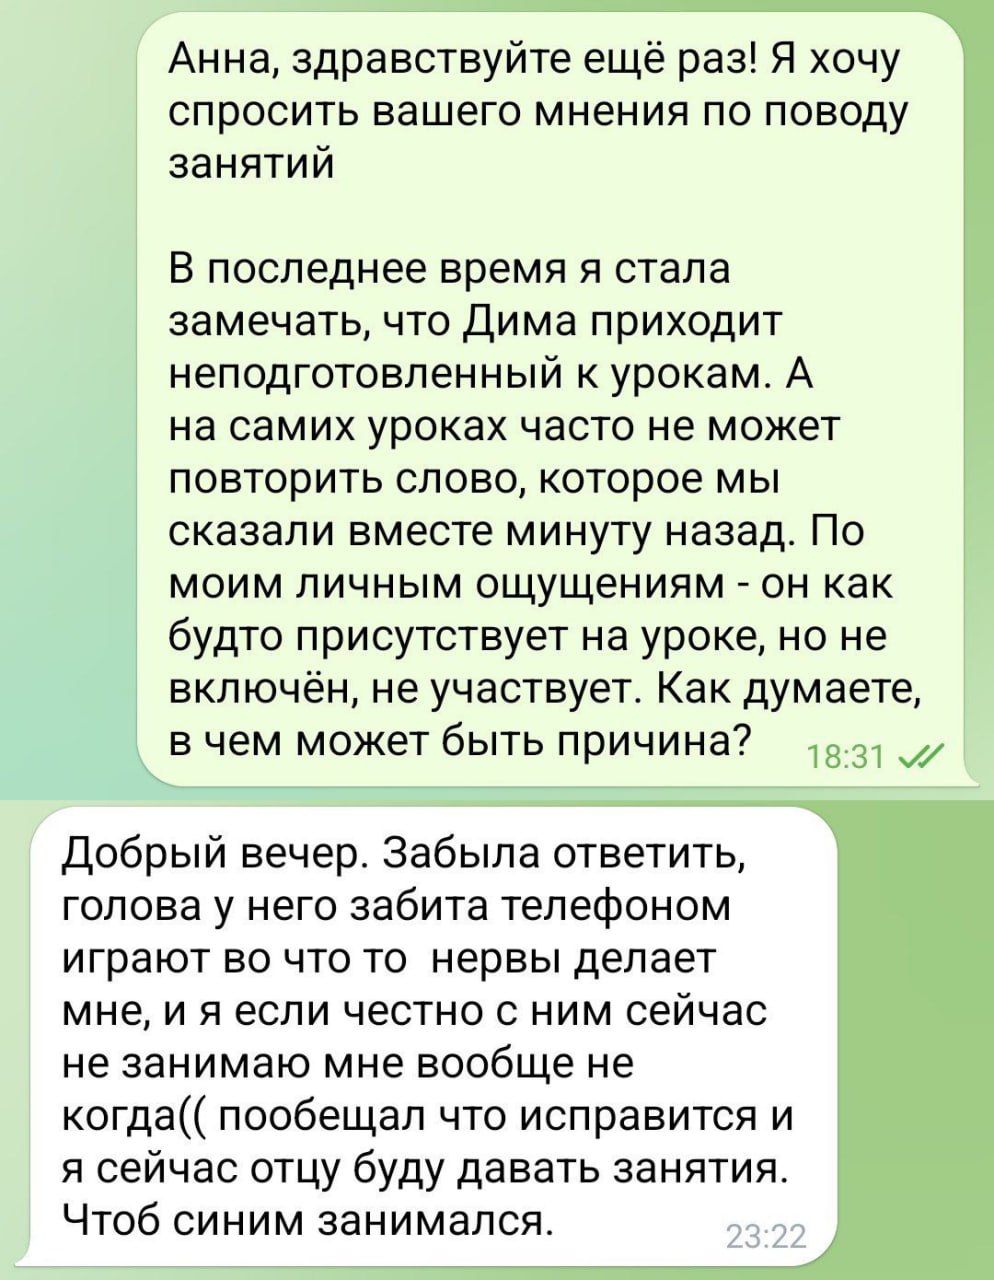 Анна, здравствуйте ещё раз! Я хочу
спросить вашего мнения по поводу
занятий
В последнее время я стала
замечать, что Дима приходит
неподготовленный к урокам. А
на самих уроках часто не может
повторить слово, которое мы
сказали вместе минуту назад. По
моим личным ощущениям - он как
будто присутствует на уроке, но не
включён, не участвует. Как думаете,
в чем может быть причина?
18:31
Добрый вечер. Забыла ответить,
голова у него забита телефоном
играют во что то  нервы делает
мне, и я если честно с ним сейчас
не занимаю мне вообще не
когда(( пообещал что исправится и
я сейчас отцу буду давать занятия.
Чтоб синим занимался.
23:22